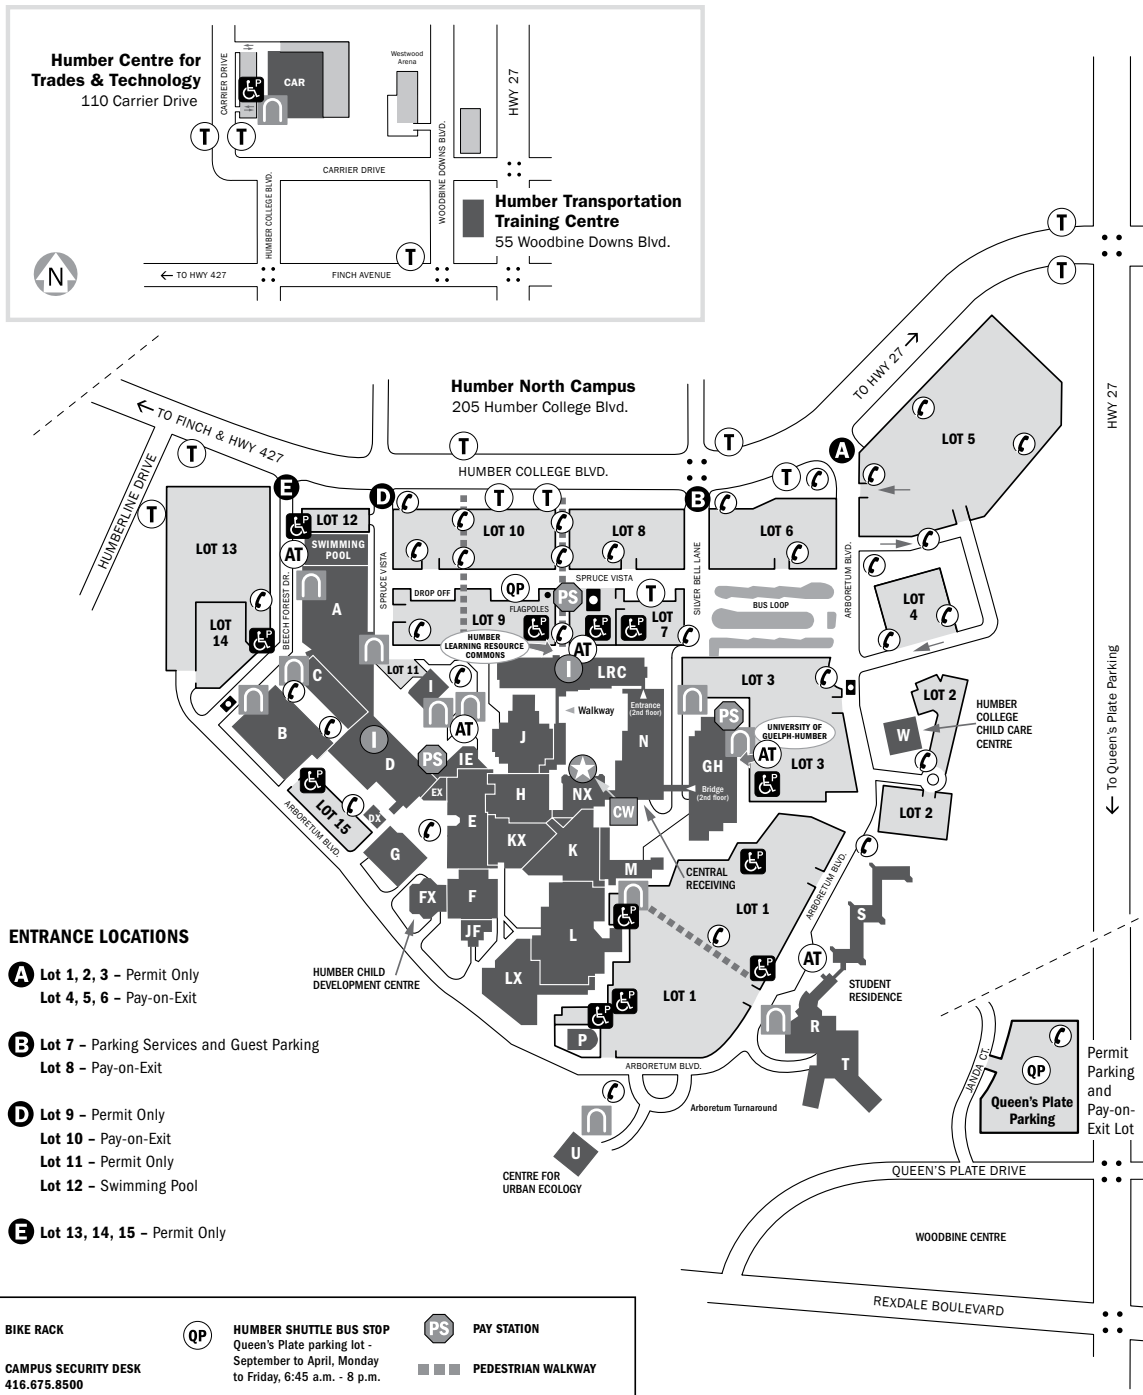 Humber Centre for
Trades & Technology
110 Carrier Drive
CARRIER DRIVE
P
CAR
T
T
Westwood
Arena
HWY 27
WOODBINE DOWNS BLVD.
CARRIER DRIVE
HUMBER COLLEGE BLVD.
Humber Transportation
Training Centre
55 Woodbine Downs Blvd.
T
N
← TO HWY 427
FINCH AVENUE
T
T
Humber North Campus
205 Humber College Blvd.
TO HWY 27 →
HWY 27
← TO FINCH & HWY 427
HUMBER COLLEGE BLVD.
HUMBERLINE DRIVE
T
T
T
T
T
T
T
A
LOT 5
E
D
B
P
LOT 12
LOT 10
LOT 8
LOT 6
LOT 13
AT
SWIMMING
POOL
SPRUCE VISTA
SILVER BELL LANE
ARBORETUM BLVD.
BEECH FOREST DR.
DROP OFF
QP
SPRUCE VISTA
PS
T
FLAGPOLES
LOT 9
P
P
P
LOT
7
BUS LOOP
LOT
4
A
LOT
14
P
HUMBER
LEARNING RESOURCE
COMMONS
AT
I
LRC
C
LOT 11
I
LOT 3
LOT 2
HUMBER
COLLEGE
CHILD CARE
CENTRE
W
B
I
D
AT
PS
IE
J
Walkway
Entrance
(2nd floor)
N
PS
UNIVERSITY OF
GUELPH-HUMBER
AT
GH
LOT 3
P
Bridge
(2nd floor)
← To Queen's Plate Parking
P
LOT 15
EX
DX
H
NX
CW
LOT 2
ARBORETUM BLVD.
G
E
KX
K
M
CENTRAL
RECEIVING
P
ARBORETUM BLVD.
FX
F
JF
L
P
LOT 1
S
HUMBER CHILD
DEVELOPMENT CENTRE
LX
P
LOT 1
P
AT
STUDENT
RESIDENCE
P
P
R
T
ARBORETUM BLVD.
Arboretum Turnaround
U
CENTRE FOR
URBAN ECOLOGY
JANDA CT.
QP
Queen's Plate
Parking
Permit
Parking
and
Pay-on-
Exit Lot
QUEEN'S PLATE DRIVE
WOODBINE CENTRE
REXDALE BOULEVARD
ENTRANCE LOCATIONS
A Lot 1, 2, 3 – Permit Only
Lot 4, 5, 6 – Pay-on-Exit
B Lot 7 – Parking Services and Guest Parking
Lot 8 – Pay-on-Exit
D Lot 9 – Permit Only
Lot 10 – Pay-on-Exit
Lot 11 – Permit Only
Lot 12 – Swimming Pool
E Lot 13, 14, 15 – Permit Only
BIKE RACK
CAMPUS SECURITY DESK
416.675.8500
QP
HUMBER SHUTTLE BUS STOP
Queen's Plate parking lot -
September to April, Monday
to Friday, 6:45 a.m. - 8 p.m.
PS
PAY STATION
PEDESTRIAN WALKWAY